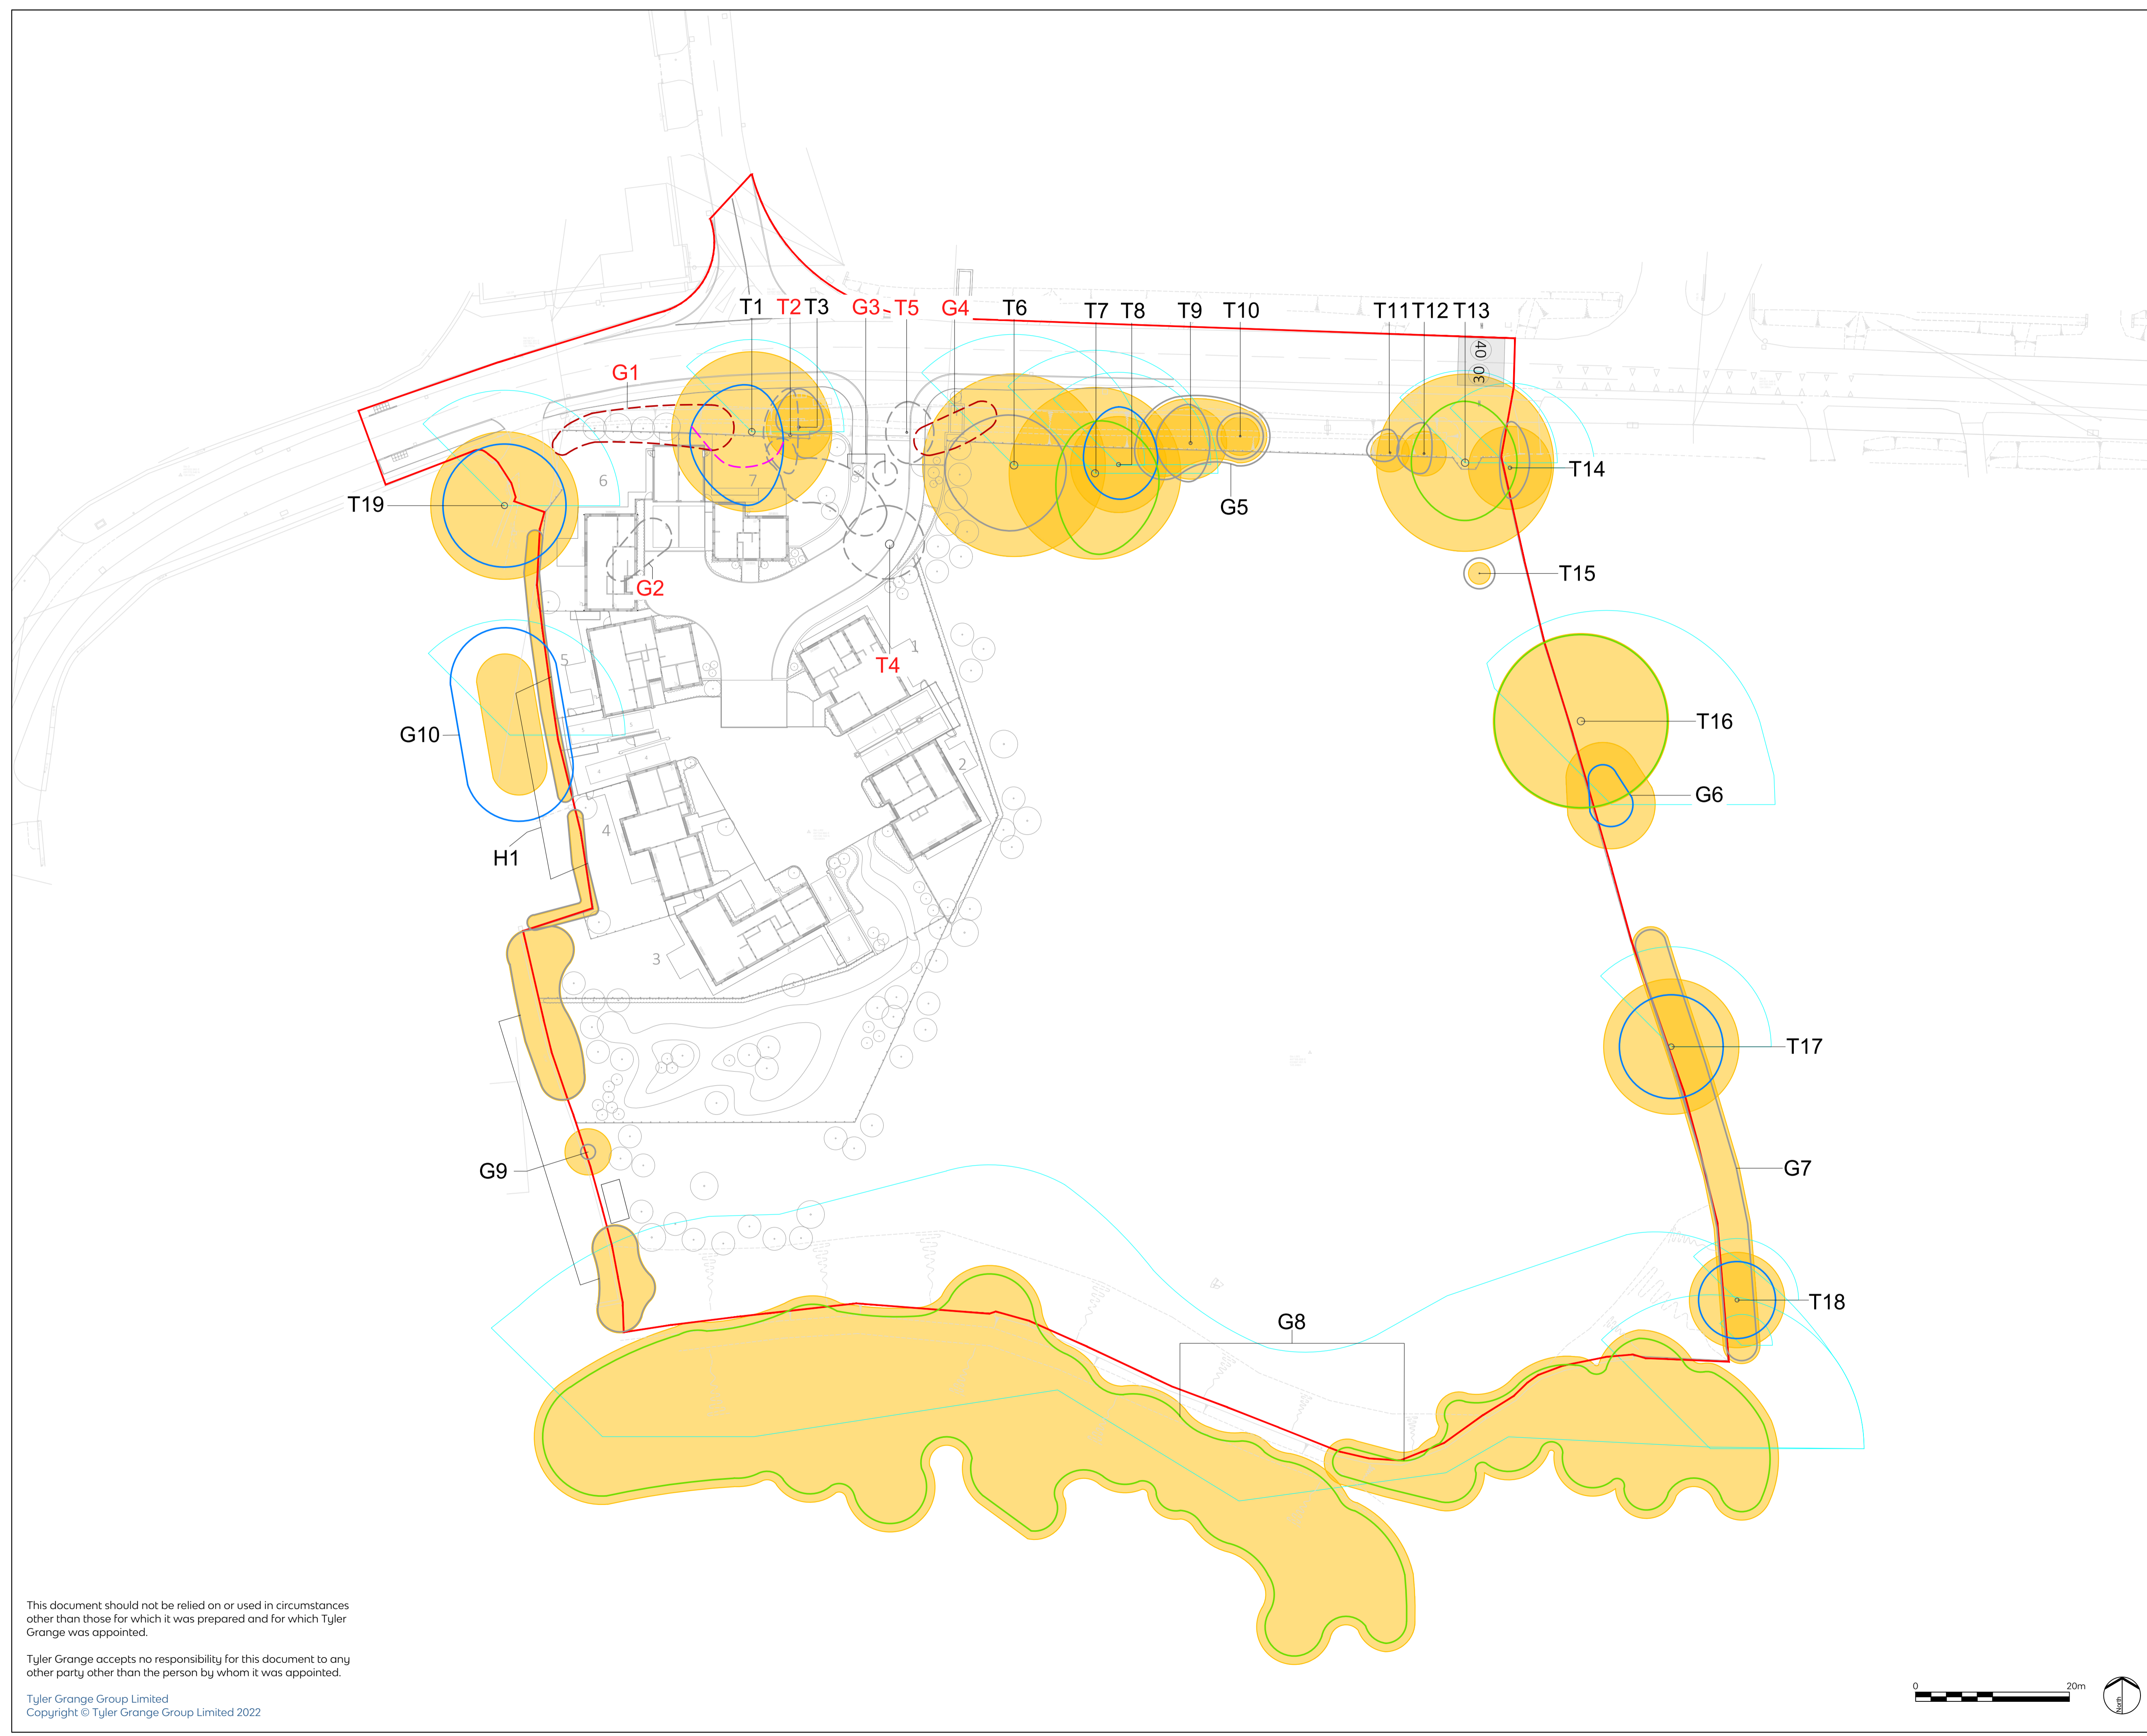 T1 T2 T3 G3 T5 G4 T6 T7 T8 T9 T10 T11 T12 T13
40
30
G1
T14
T19
6
7
G5
T15
G2
1
5
T4
T16
G10
2
G6
4
H1
3
T17
G7
G9
T18
G8
This document should not be relied on or used in circumstances
other than those for which it was prepared and for which Tyler
Grange was appointed.
Tyler Grange accepts no responsibility for this document to any
other party other than the person by whom it was appointed.
Tyler Grange Group Limited
Copyright © Tyler Grange Group Limited 2022
0 20m
North